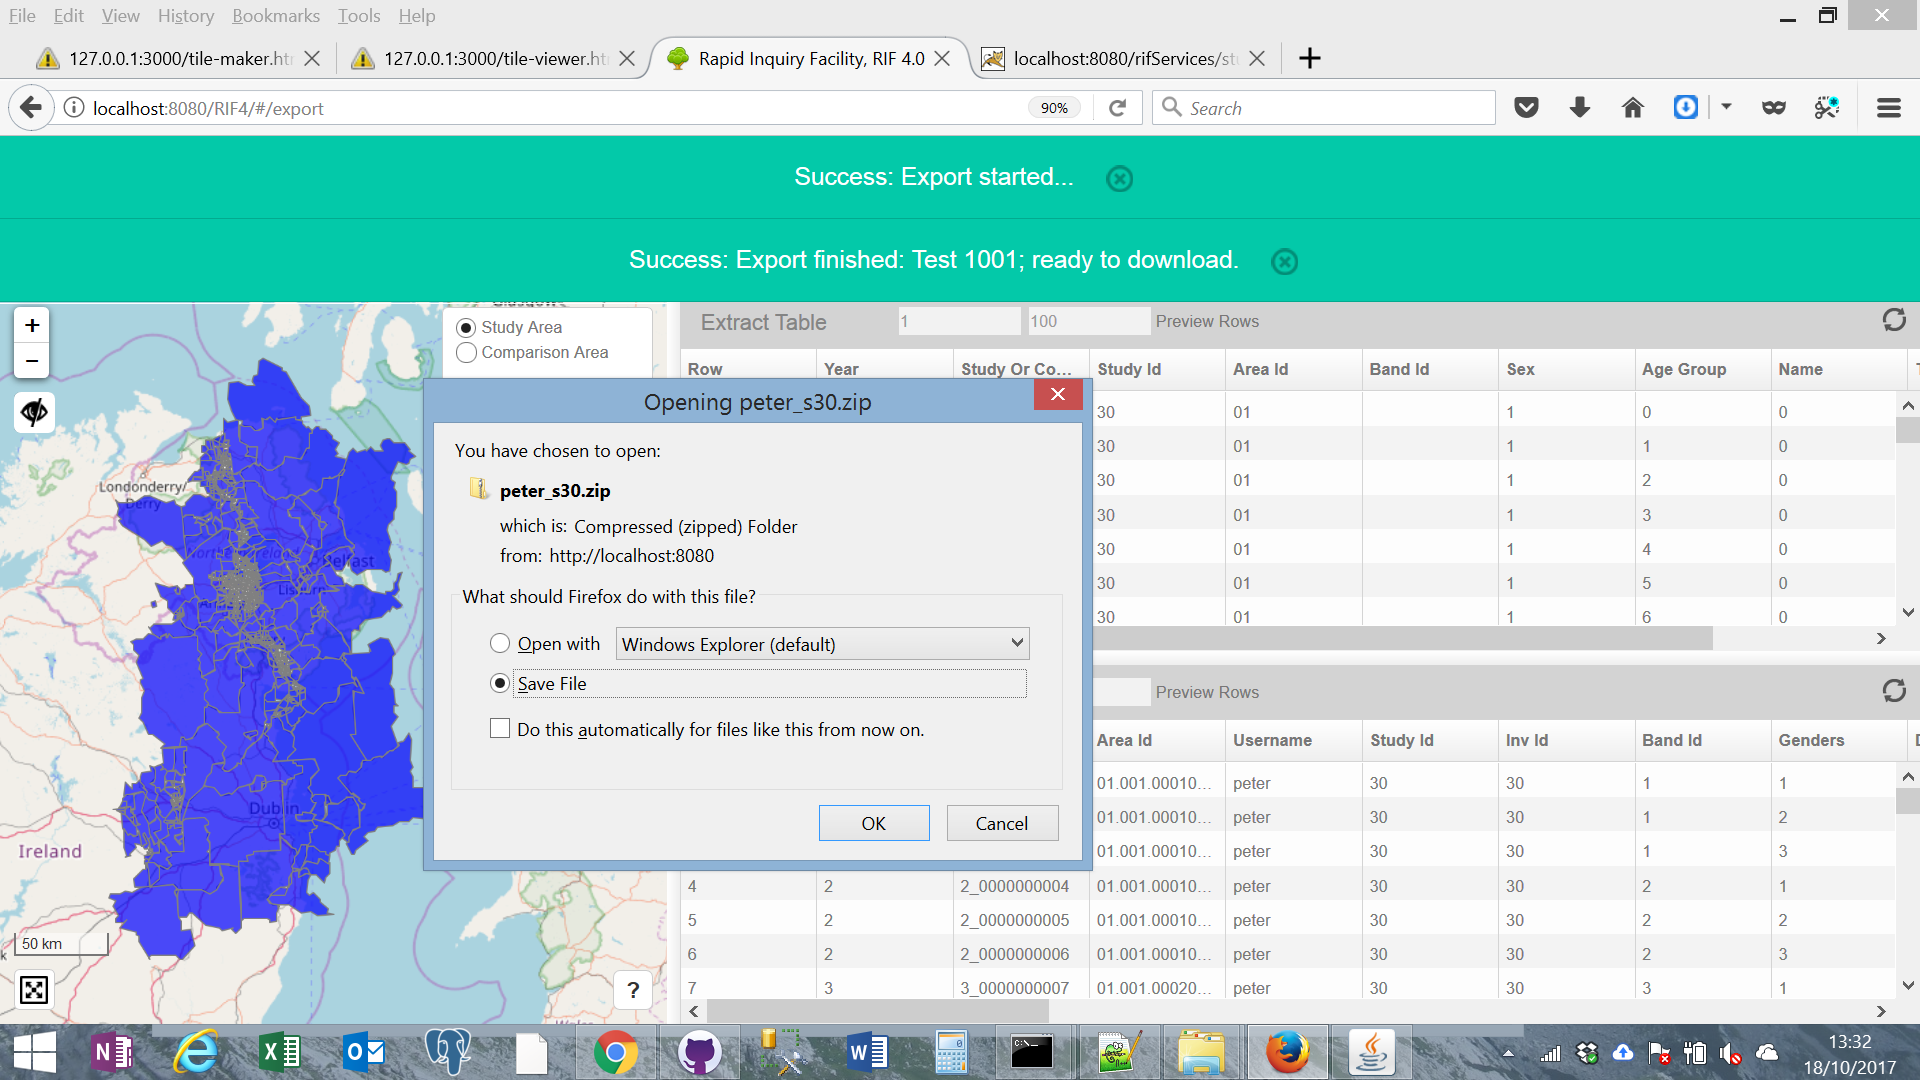 File Edit View History Bookmarks Tools Help
127.0.0.1:3000/tile-maker.ht
127.0.0.1:3000/tile-viewer.ht
Rapid Inquiry Facility, RIF 4.0
localhost:8080/rifServices/st
localhost:8080/RIF4/#/export
90%
Search
Success: Export started...
Success: Export finished: Test 1001; ready to download.
+
−
Study Area
Comparison Area
Londonderry/
Derry
Belfast
Dublin
Ireland
50 km
?
Extract Table 1 100 Preview Rows
Row Year Study Or Co... Study Id Area Id Band Id Sex Age Group Name
30 01 1 0 0
30 01 1 1 0
30 01 1 2 0
30 01 1 3 0
30 01 1 4 0
30 01 1 5 0
30 01 1 6 0
Opening peter_s30.zip
You have chosen to open:
peter_s30.zip
which is: Compressed (zipped) Folder
from: http://localhost:8080
What should Firefox do with this file?
Open with Windows Explorer (default)
Save File
Do this automatically for files like this from now on.
OK Cancel
Preview Rows
Area Id Username Study Id Inv Id Band Id Genders
01.001.00010... peter 30 30 1 1
01.001.00010... peter 30 30 1 2
01.001.00010... peter 30 30 1 3
4 2 2_0000000004 01.001.00010... peter 30 30 2 1
5 2 2_0000000005 01.001.00010... peter 30 30 2 2
6 2 2_0000000006 01.001.00010... peter 30 30 2 3
7 3 3_0000000007 01.001.00020... peter 30 30 3 1
13:32
18/10/2017